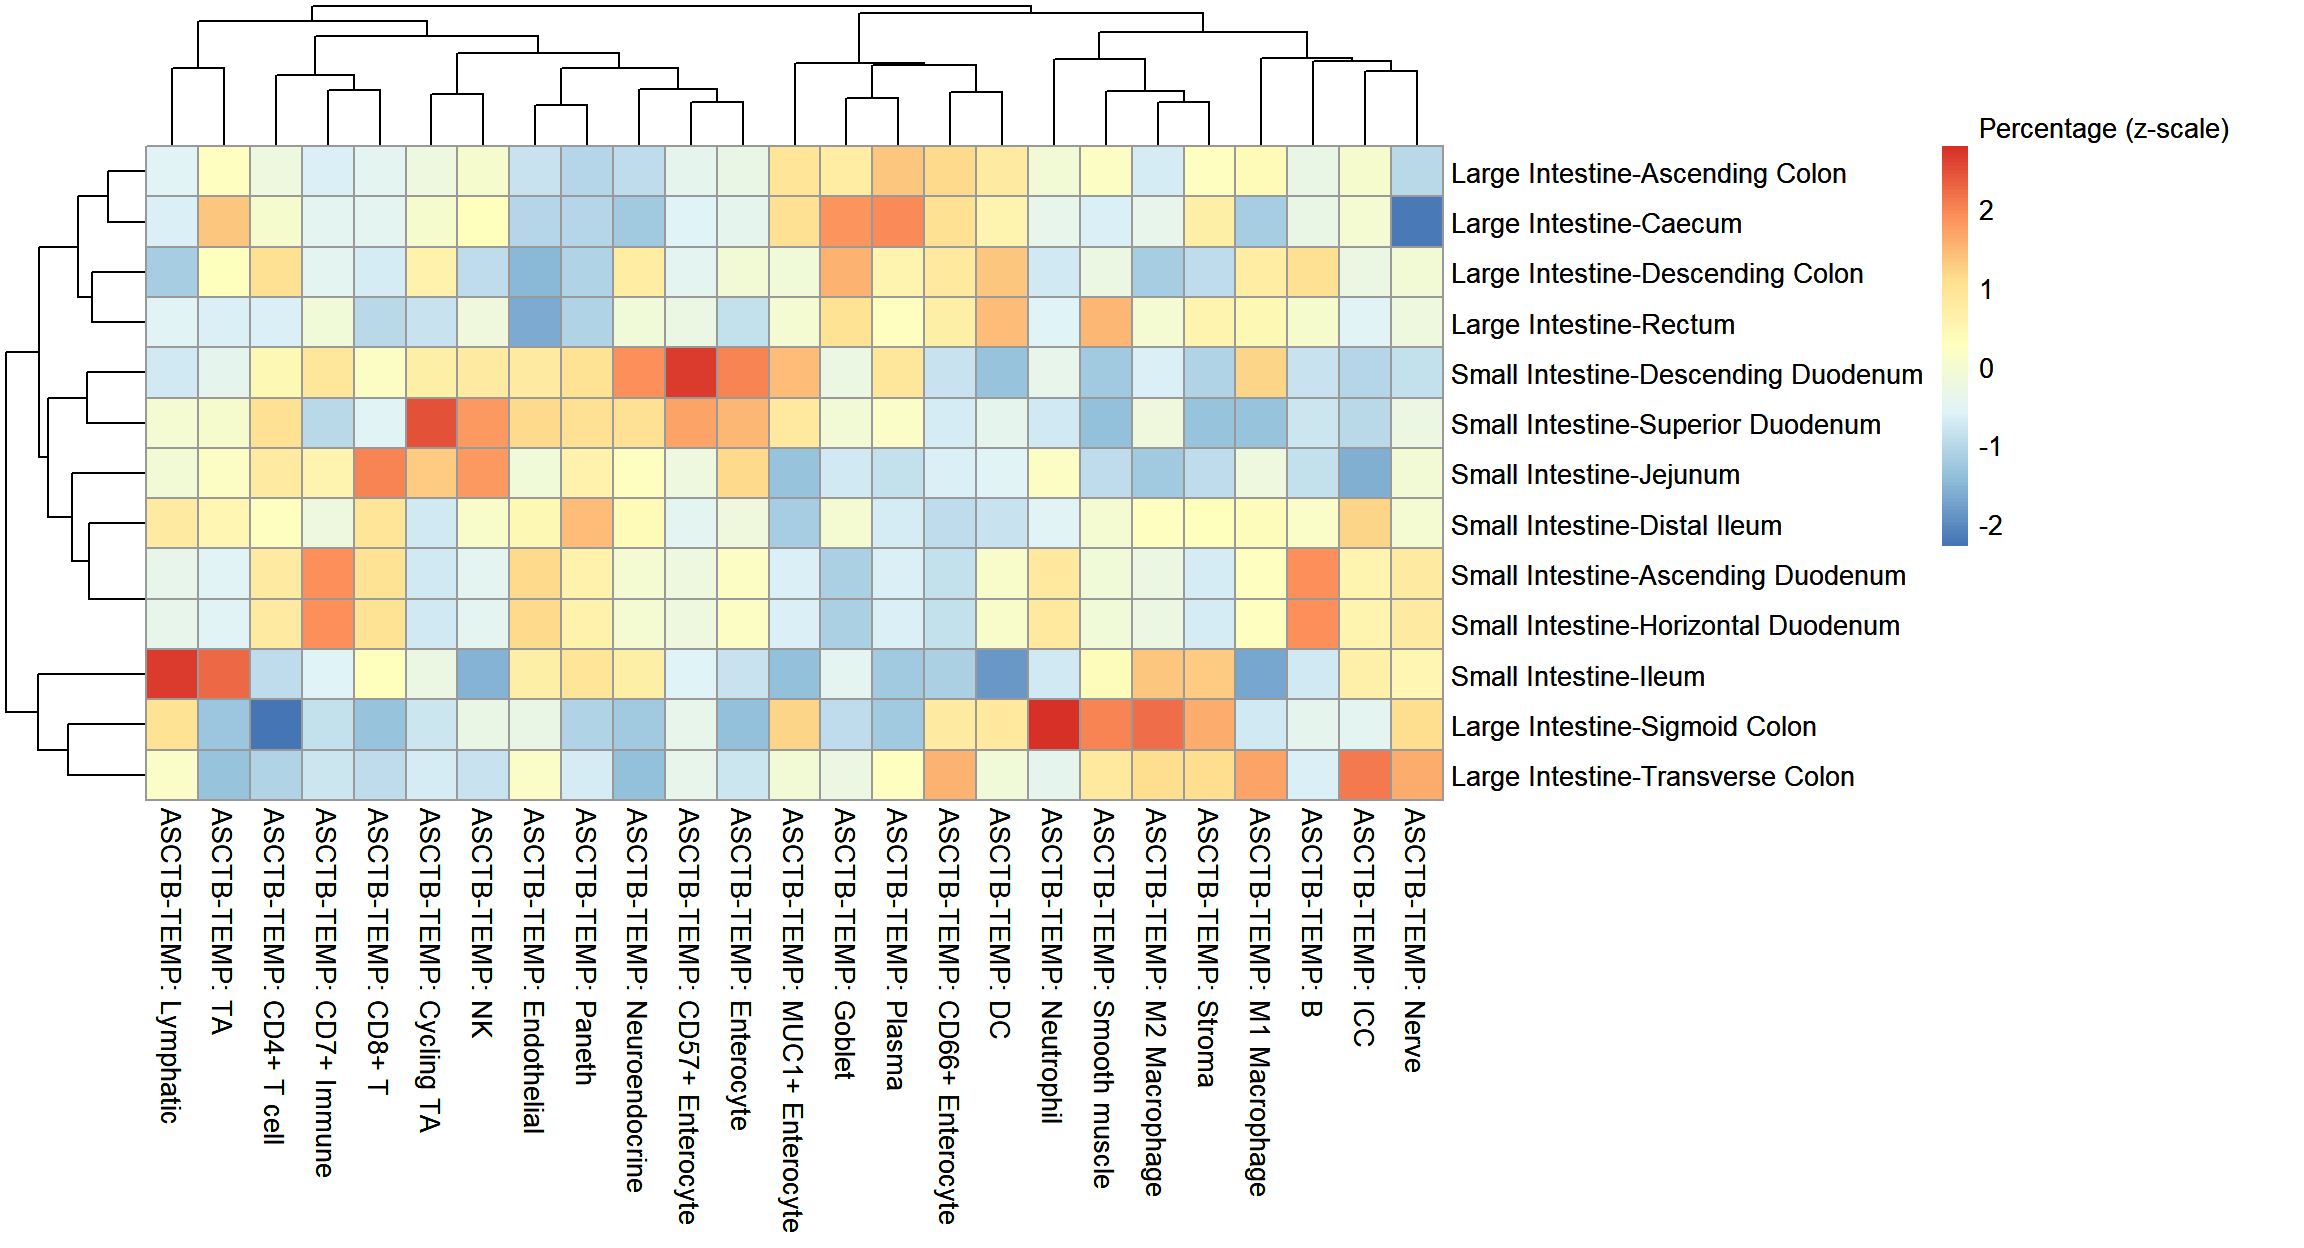 Percentage (z-scale)
2
1
0
-1
-2
Large Intestine-Ascending Colon
Large Intestine-Caecum
Large Intestine-Descending Colon
Large Intestine-Rectum
Small Intestine-Descending Duodenum
Small Intestine-Superior Duodenum
Small Intestine-Jejunum
Small Intestine-Distal Ileum
Small Intestine-Ascending Duodenum
Small Intestine-Horizontal Duodenum
Small Intestine-Ileum
Large Intestine-Sigmoid Colon
Large Intestine-Transverse Colon
ASCTB-TEMP: Lymphatic
ASCTB-TEMP: TA
ASCTB-TEMP: CD4+ T cell
ASCTB-TEMP: CD7+ Immune
ASCTB-TEMP: CD8+ T
ASCTB-TEMP: Cycling TA
ASCTB-TEMP: NK
ASCTB-TEMP: Endothelial
ASCTB-TEMP: Paneth
ASCTB-TEMP: Neuroendocrine
ASCTB-TEMP: CD57+ Enterocyte
ASCTB-TEMP: Enterocyte
ASCTB-TEMP: MUC1+ Enterocyte
ASCTB-TEMP: Goblet
ASCTB-TEMP: Plasma
ASCTB-TEMP: CD66+ Enterocyte
ASCTB-TEMP: DC
ASCTB-TEMP: Neutrophil
ASCTB-TEMP: Smooth muscle
ASCTB-TEMP: M2 Macrophage
ASCTB-TEMP: Stroma
ASCTB-TEMP: M1 Macrophage
ASCTB-TEMP: B
ASCTB-TEMP: ICC
ASCTB-TEMP: Nerve